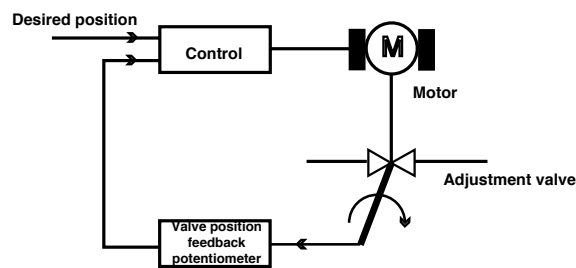 Desired position
Control
M
Motor
Adjustment valve
Valve position
feedback
potentiometer